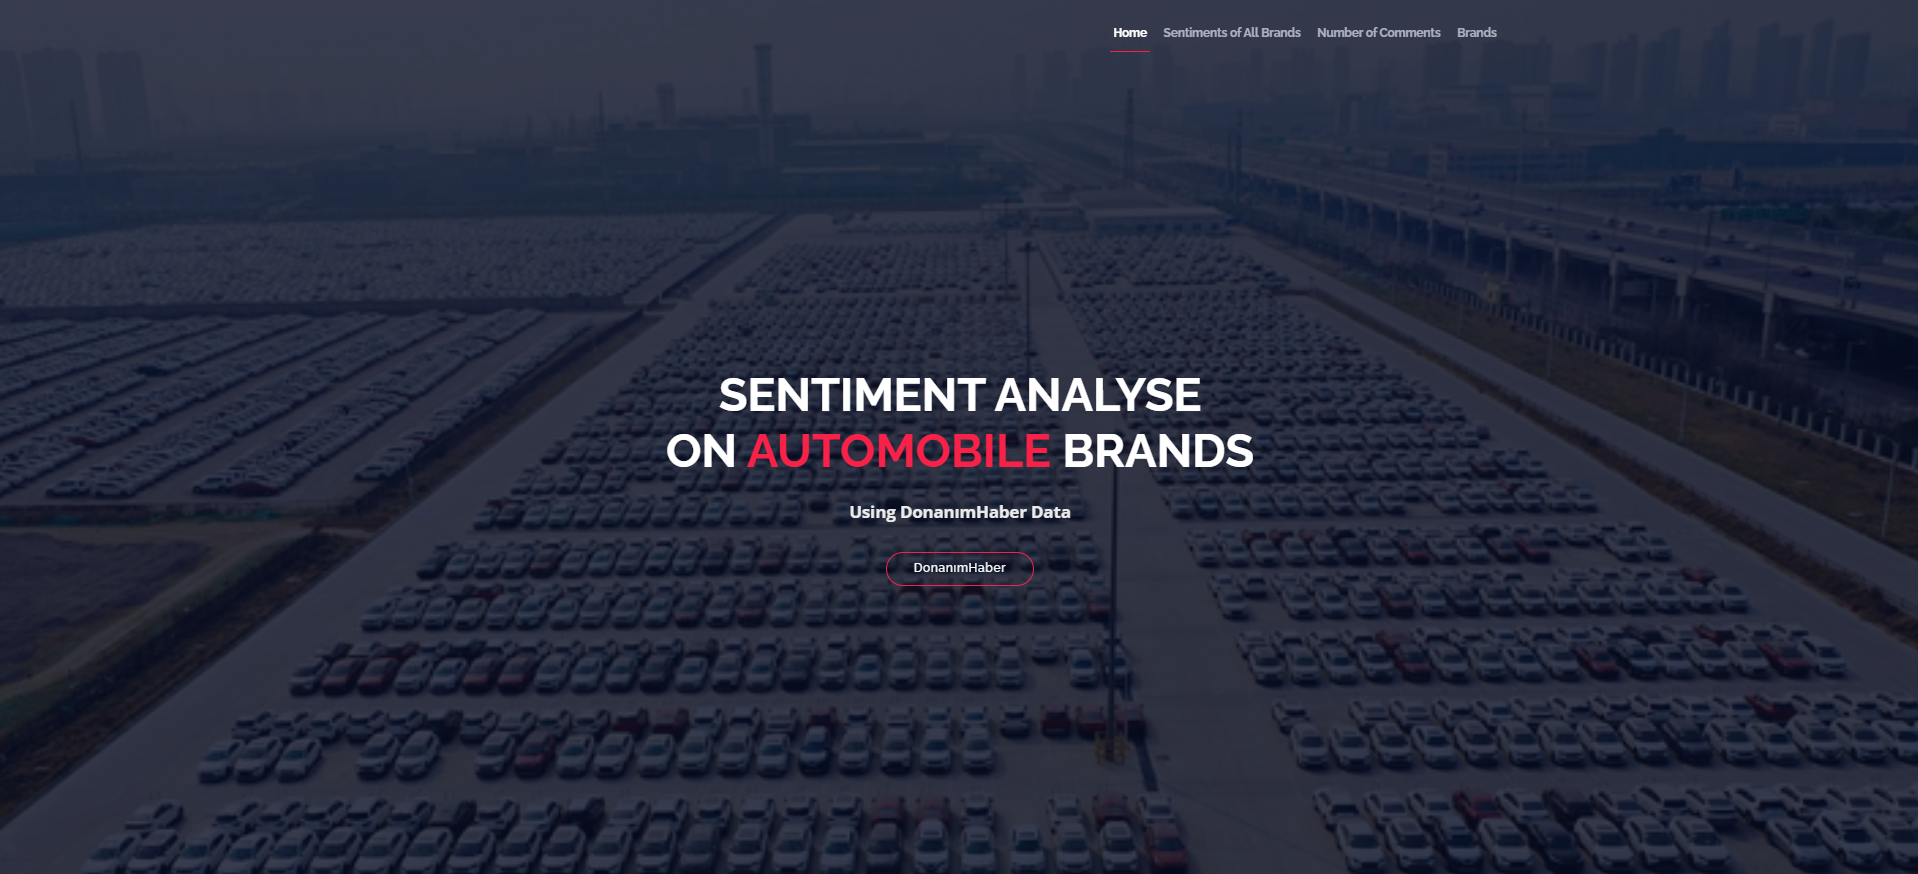 Home Sentiments of All Brands Number of Comments Brands
SENTIMENT ANALYSE
ON AUTOMOBILE BRANDS
Using DonanımHaber Data
DonanımHaber